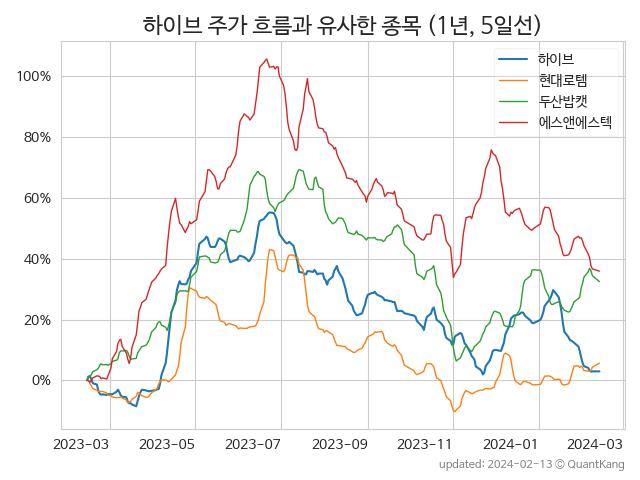 하이브 주가 흐름과 유사한 종목 (1년, 5일선)
하이브
현대로템
두산밥캣
에스앤에스텍
100%
80%
60%
40%
20%
0%
2023-03 2023-05 2023-07 2023-09 2023-11 2024-01 2024-03
updated: 2024-02-13 © QuantKang